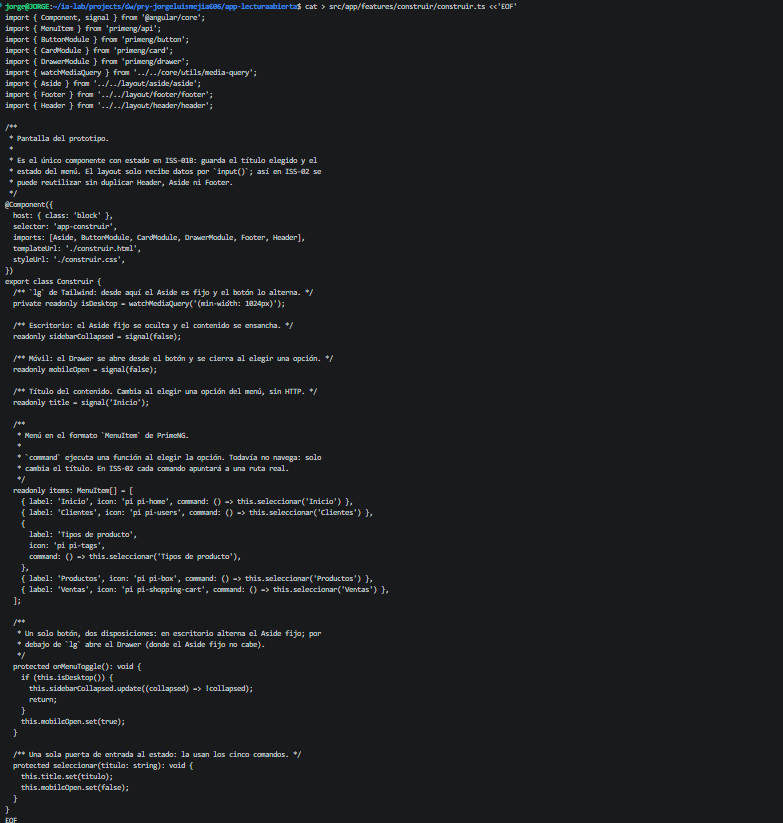 jorge@JORGE:~/ia-lab/projects/dw/pry-jorgeluismejia606/app-lecturaabierta$ cat > src/app/features/construir/construir.ts <<'EOF'
import { Component, signal } from '@angular/core';
import { MenuItem } from 'primeng/api';
import { ButtonModule } from 'primeng/button';
import { CardModule } from 'primeng/card';
import { DrawerModule } from 'primeng/drawer';
import { watchMediaQuery } from '../../core/utils/media-query';
import { Aside } from '../../layout/aside/aside';
import { Footer } from '../../layout/footer/footer';
import { Header } from '../../layout/header/header';

/**
 * Pantalla del prototipo.
 *
 * Es el único componente con estado en ISS-01B: guarda el título elegido y el
 * estado del menú. El layout solo recibe datos por `input()`; así en ISS-02 se
 * puede reutilizar sin duplicar Header, Aside ni Footer.
 */
@Component({
  host: { class: 'block' },
  selector: 'app-construir',
  imports: [Aside, ButtonModule, CardModule, DrawerModule, Footer, Header],
  templateUrl: './construir.html',
  styleUrl: './construir.css',
})
export class Construir {
  /** `lg` de Tailwind: desde aquí el Aside es fijo y el botón lo alterna. */
  private readonly isDesktop = watchMediaQuery('(min-width: 1024px)');

  /** Escritorio: el Aside fijo se oculta y el contenido se ensancha. */
  readonly sidebarCollapsed = signal(false);

  /** Móvil: el Drawer se abre desde el botón y se cierra al elegir una opción. */
  readonly mobileOpen = signal(false);

  /** Título del contenido. Cambia al elegir una opción del menú, sin HTTP. */
  readonly title = signal('Inicio');

  /**
   * Menú en el formato `MenuItem` de PrimeNG.
   *
   * `command` ejecuta una función al elegir la opción. Todavía no navega: solo
   * cambia el título. En ISS-02 cada comando apuntará a una ruta real.
   */
  readonly items: MenuItem[] = [
    { label: 'Inicio', icon: 'pi pi-home', command: () => this.seleccionar('Inicio') },
    { label: 'Clientes', icon: 'pi pi-users', command: () => this.seleccionar('Clientes') },
    {
      label: 'Tipos de producto',
      icon: 'pi pi-tags',
      command: () => this.seleccionar('Tipos de producto'),
    },
    { label: 'Productos', icon: 'pi pi-box', command: () => this.seleccionar('Productos') },
    { label: 'Ventas', icon: 'pi pi-shopping-cart', command: () => this.seleccionar('Ventas') },
  ];

  /**
   * Un solo botón, dos disposiciones: en escritorio alterna el Aside fijo; por
   * debajo de `lg` abre el Drawer (donde el Aside fijo no cabe).
   */
  protected onMenuToggle(): void {
    if (this.isDesktop()) {
      this.sidebarCollapsed.update((collapsed) => !collapsed);
      return;
    }
    this.mobileOpen.set(true);
  }

  /** Una sola puerta de entrada al estado: la usan los cinco comandos. */
  protected seleccionar(titulo: string): void {
    this.title.set(titulo);
    this.mobileOpen.set(false);
  }
}
EOF